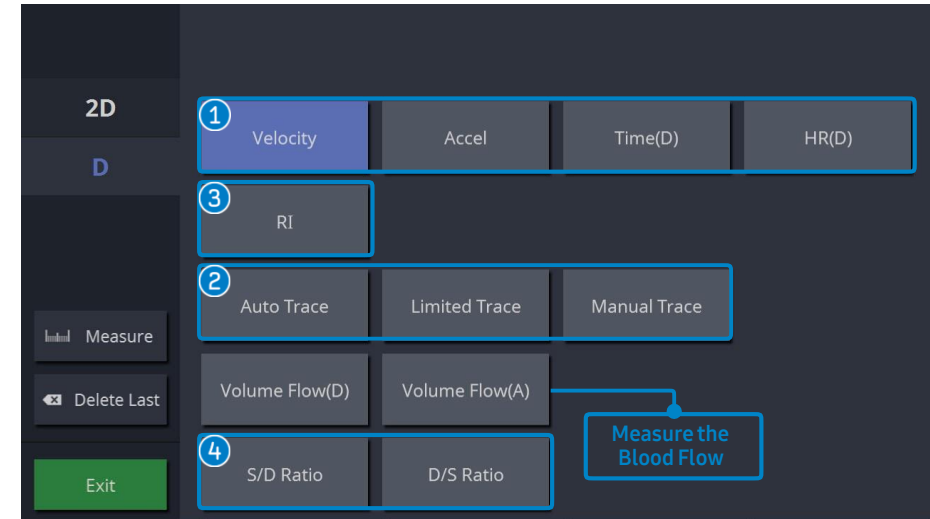 2D
D
Measure
Delete Last
Exit
1
Velocity
Accel
Time(D)
HR(D)
3
RI
2
Auto Trace
Limited Trace
Manual Trace
Volume Flow(D)
Volume Flow(A)
Measure the
Blood Flow
4
S/D Ratio
D/S Ratio